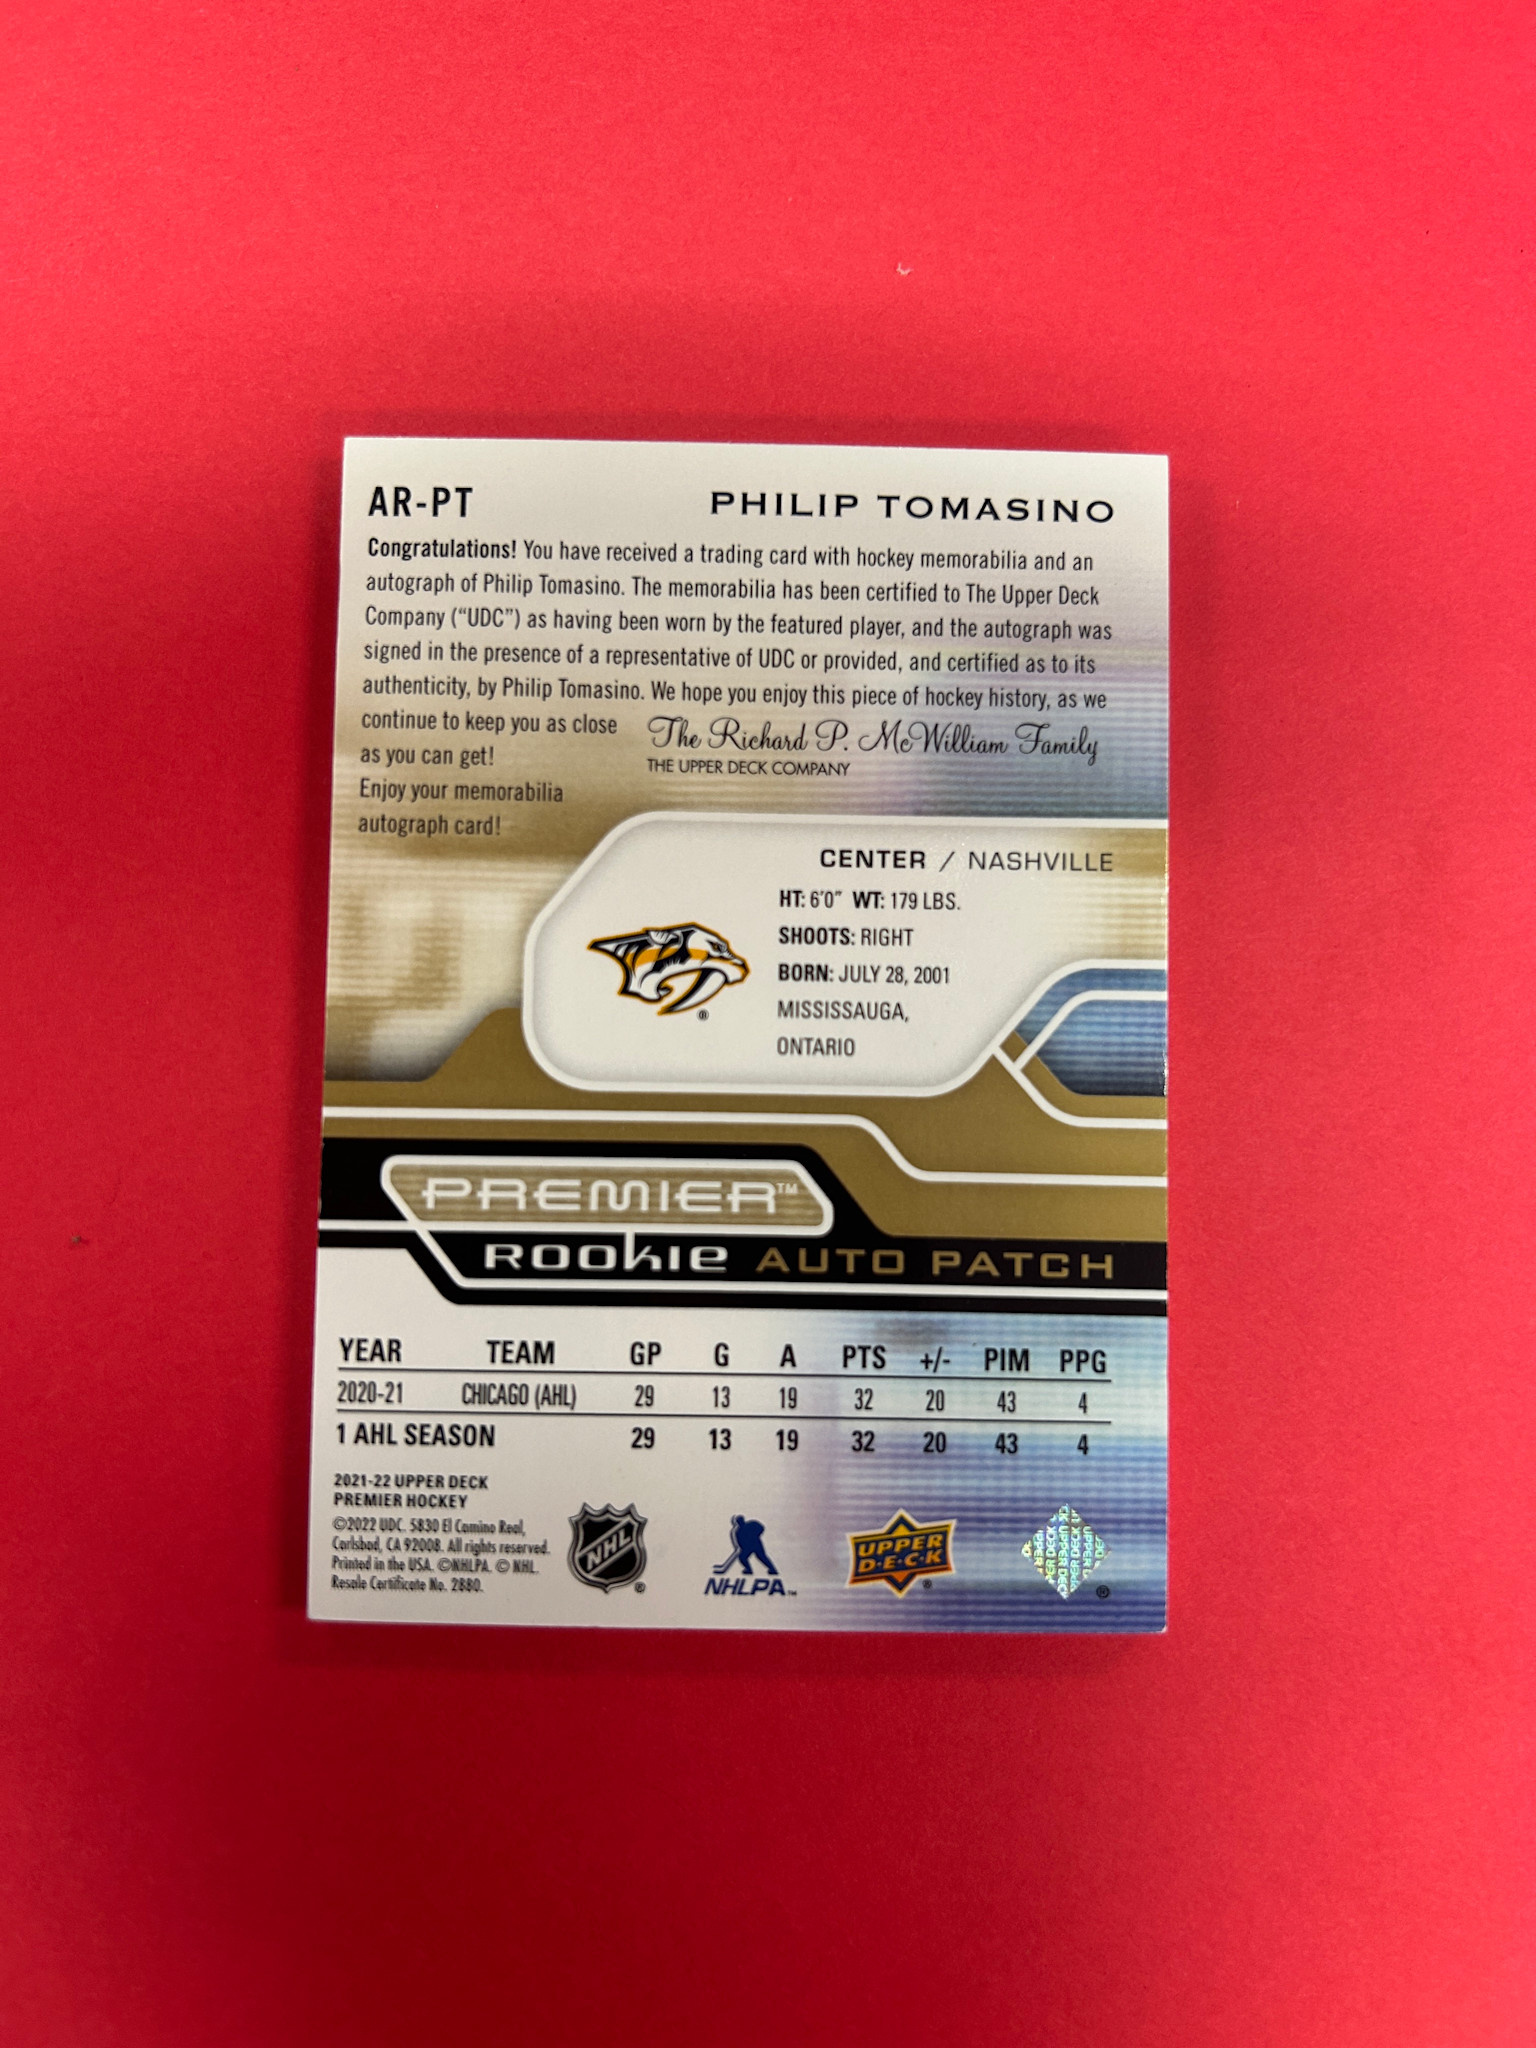 AR-PT PHILIP TOMASINO
Congratulations! You have received a trading card with hockey memorabilia and an
autograph of Philip Tomasino. The memorabilia has been certified to The Upper Deck
Company (“UDC”) as having been worn by the featured player, and the autograph was
signed in the presence of a representative of UDC or provided, and certified as to its
authenticity, by Philip Tomasino. We hope you enjoy this piece of hockey history, as we
continue to keep you as close
as you can get!
Enjoy your memorabilia
autograph card!
The Richard P. McWilliam Family
THE UPPER DECK COMPANY
CENTER / NASHVILLE
HT: 6'0" WT: 179 LBS.
SHOOTS: RIGHT
BORN: JULY 28, 2001
MISSISSAUGA,
ONTARIO
®
PREMIER™
ROOKIE AUTO PATCH
YEAR TEAM GP G A PTS +/- PIM PPG
2020-21 CHICAGO (AHL) 29 13 19 32 20 43 4
1 AHL SEASON 29 13 19 32 20 43 4
2021-22 UPPER DECK
PREMIER HOCKEY
©2022 UDC. 5830 El Camino Real,
Carlsbad, CA 92008. All rights reserved.
Printed in the USA. ©NHLPA. © NHL.
Resale Certificate No. 2880.
NHL ®
NHLPA™
UPPER
D·E·C·K ®
UPPER DECK ®